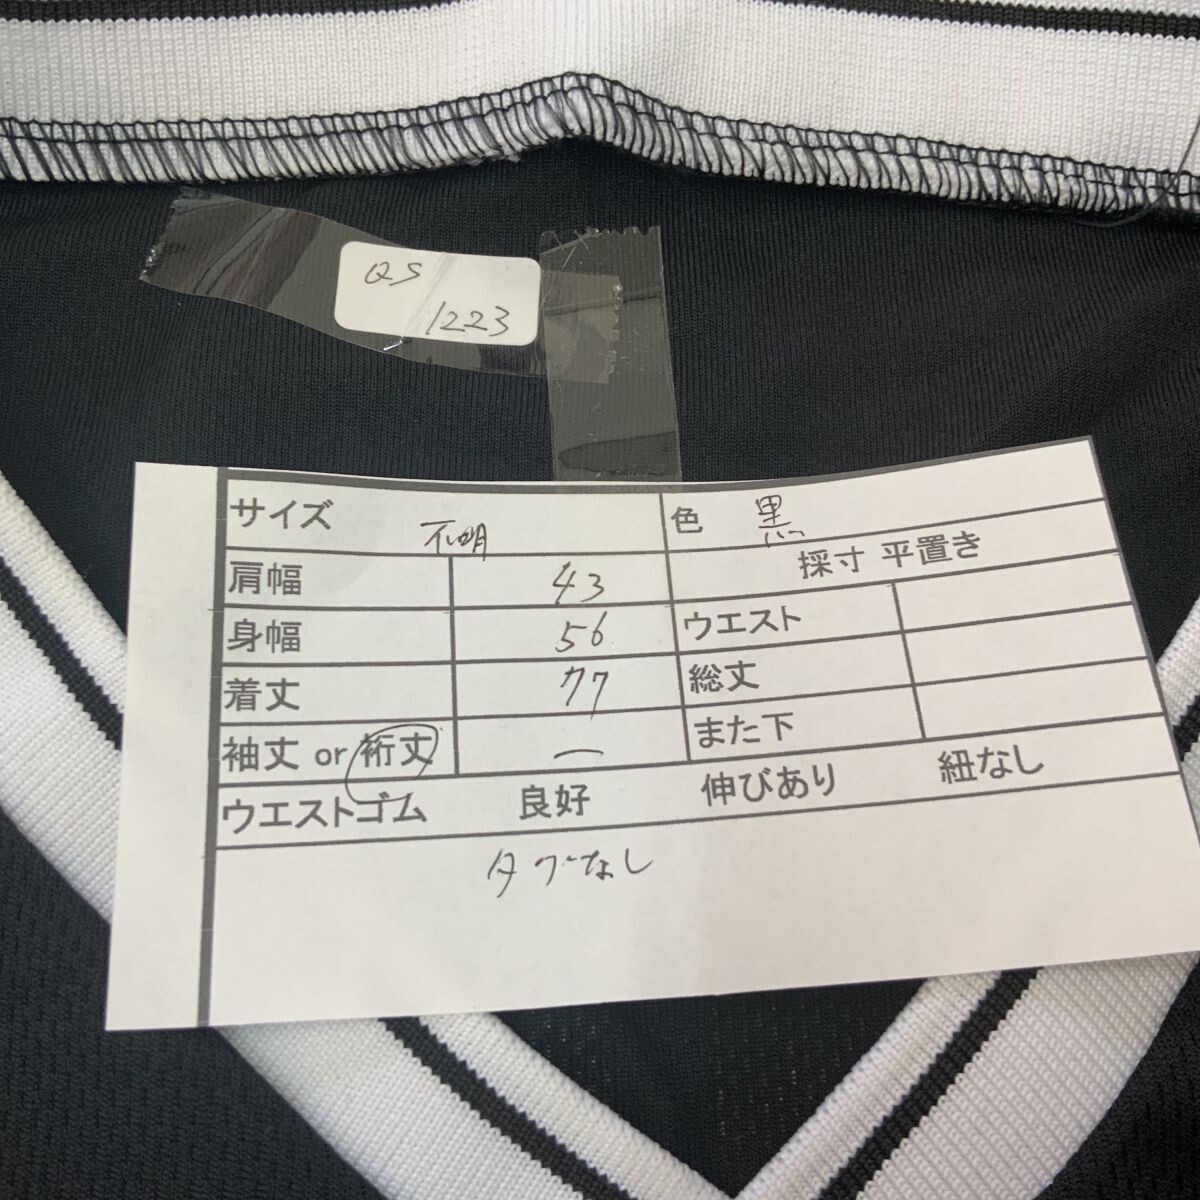 QS
1223
サイズ 不明 色 黒
肩幅 43 採寸 平置き
身幅 56 ウエスト
着丈 77 総丈
袖丈 or 裄丈 ー また下
ウエストゴム 良好 伸びあり 紐なし
タグなし